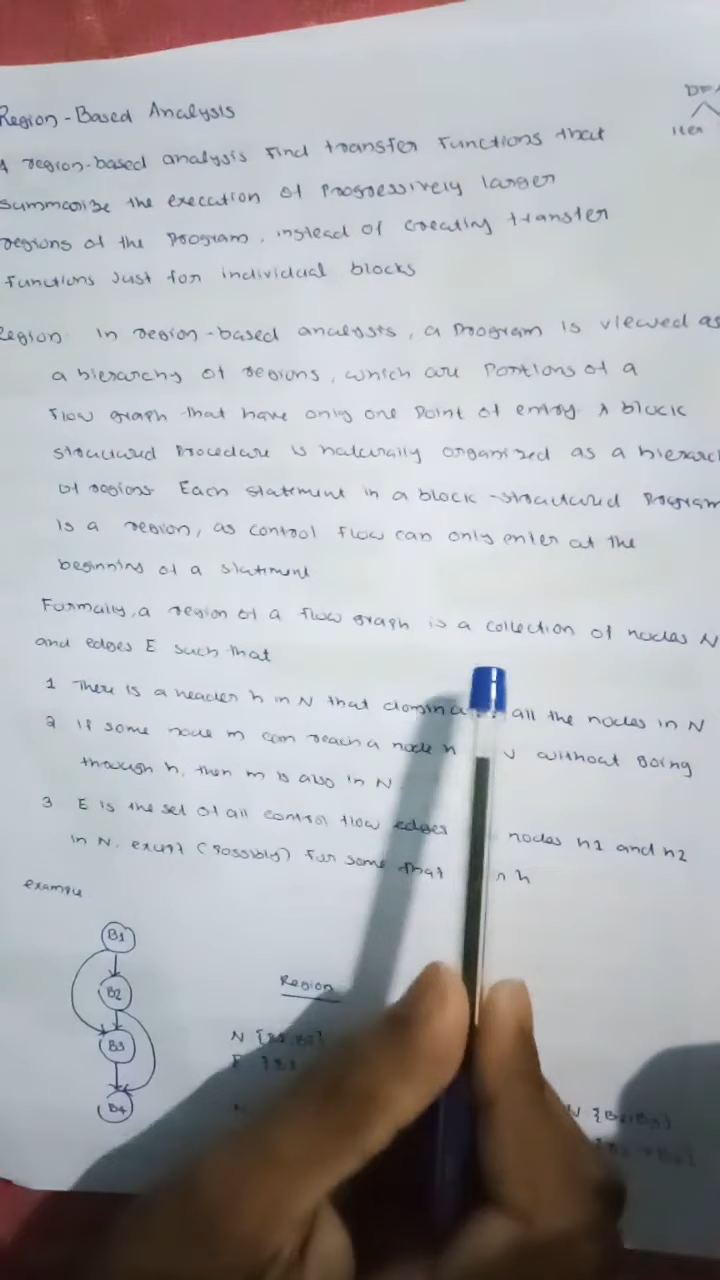 Region-Based Analysis
A region-based analysis find transfer functions that
summarize the execution of progressively larger
regions of the program, instead of creating transfer
functions just for individual blocks
Region In region-based analysis, a program is viewed as
a hierarchy of regions, which are portions of a
flow graph that have only one point of entry A block
structured procedure is naturally organized as a hierarc
of regions Each statement in a block-structured program
is a region, as control flow can only enter at the
beginning of a statment
Formally, a region of a flow graph is a collection of nodes N
and edges E such that
1 There is a header h in N that domina all the nodes in N
2 if some node m can reach a node n without going
through h, then m is also in N
3 E is the set of all control flow edges nodes n1 and n2
in N, except (possibly) for some that h
example
B1
B2
B3
B4
Region
N {
N {B2,B3}